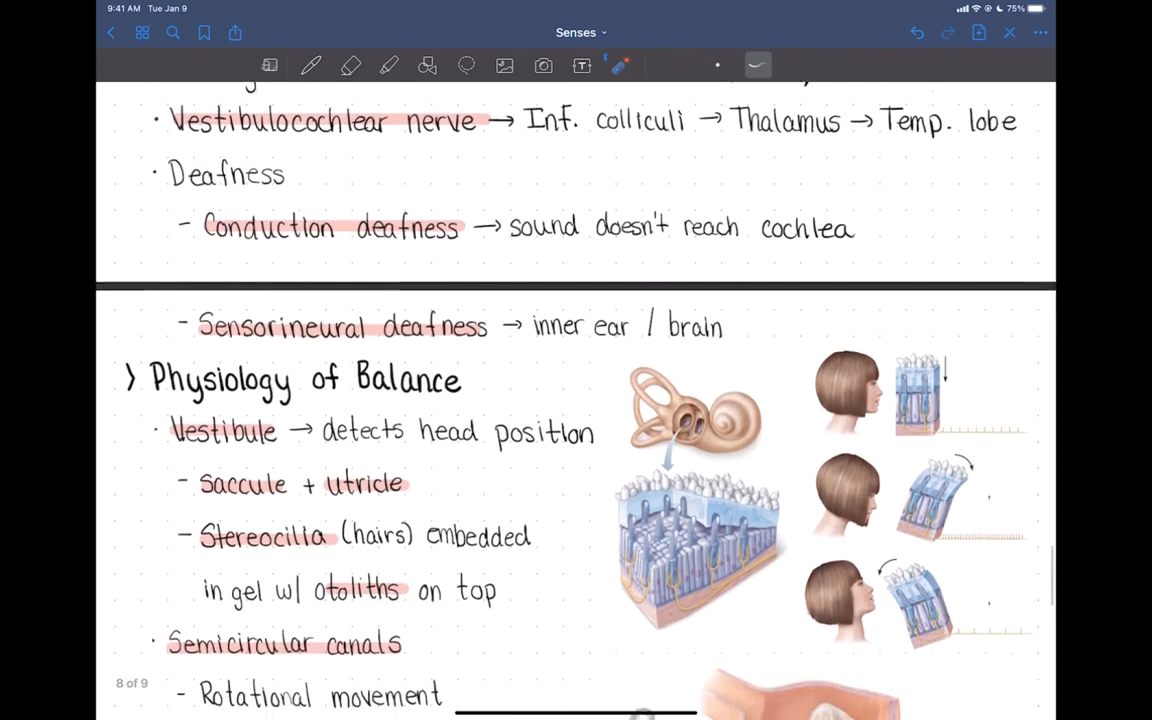 9:41 AM Tue Jan 9
75%
Senses
· Vestibulocochlear nerve → Inf. colliculi → Thalamus → Temp. lobe
· Deafness
- Conduction deafness → sound doesn't reach cochlea
- Sensorineural deafness → inner ear / brain
> Physiology of Balance
· Vestibule → detects head position
- Saccule + utricle
- Stereocilia (hairs) embedded
in gel w/ otoliths on top
· Semicircular canals
8 of 9
- Rotational movement